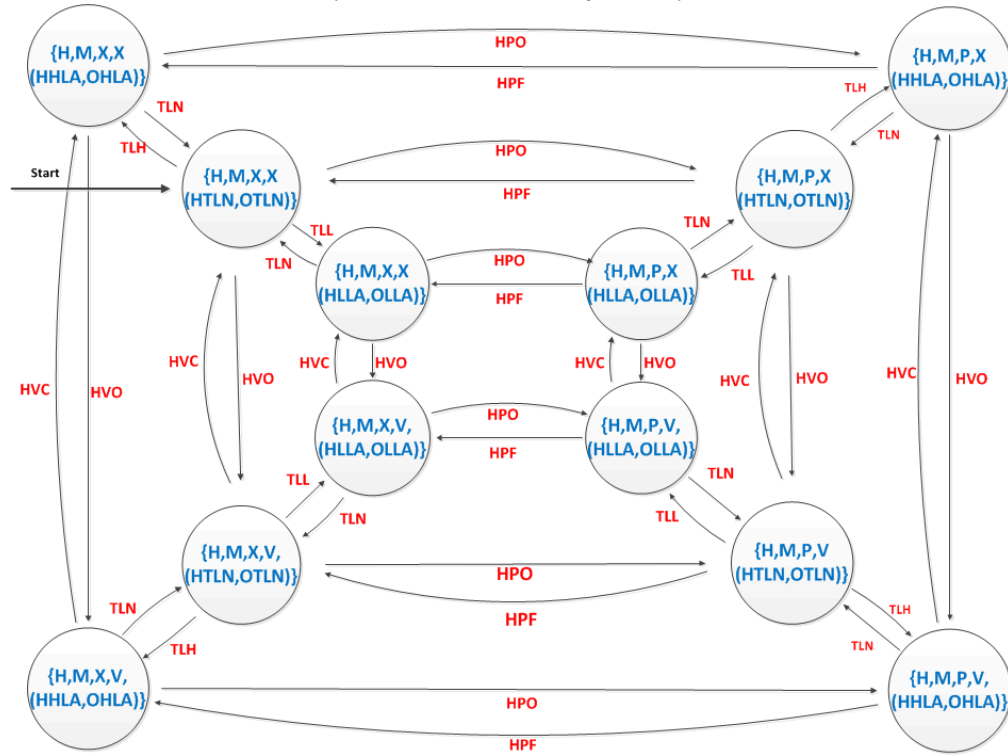 {H,M,X,X
(HHLA,OHLA)}
HPO
HPF
{H,M,P,X
(HHLA,OHLA)}
TLN
TLH
TLH
TLN
Start
{H,M,X,X
(HTLN,OTLN)}
HPO
HPF
{H,M,P,X
(HTLN,OTLN)}
TLL
TLN
TLN
TLL
{H,M,X,X
(HLLA,OLLA)}
HPO
HPF
{H,M,P,X
(HLLA,OLLA)}
HVC
HVO
HVC
HVO
HVC
HVO
HVC
HVO
HVC
HVO
HVC
HVO
{H,M,X,V,
(HLLA,OLLA)}
HPO
HPF
{H,M,P,V,
(HLLA,OLLA)}
TLL
TLN
TLN
TLL
{H,M,X,V,
(HTLN,OTLN)}
HPO
HPF
{H,M,P,V
(HTLN,OTLN)}
TLN
TLH
TLH
TLN
{H,M,X,V,
(HHLA,OHLA)}
HPO
HPF
{H,M,P,V,
(HHLA,OHLA)}